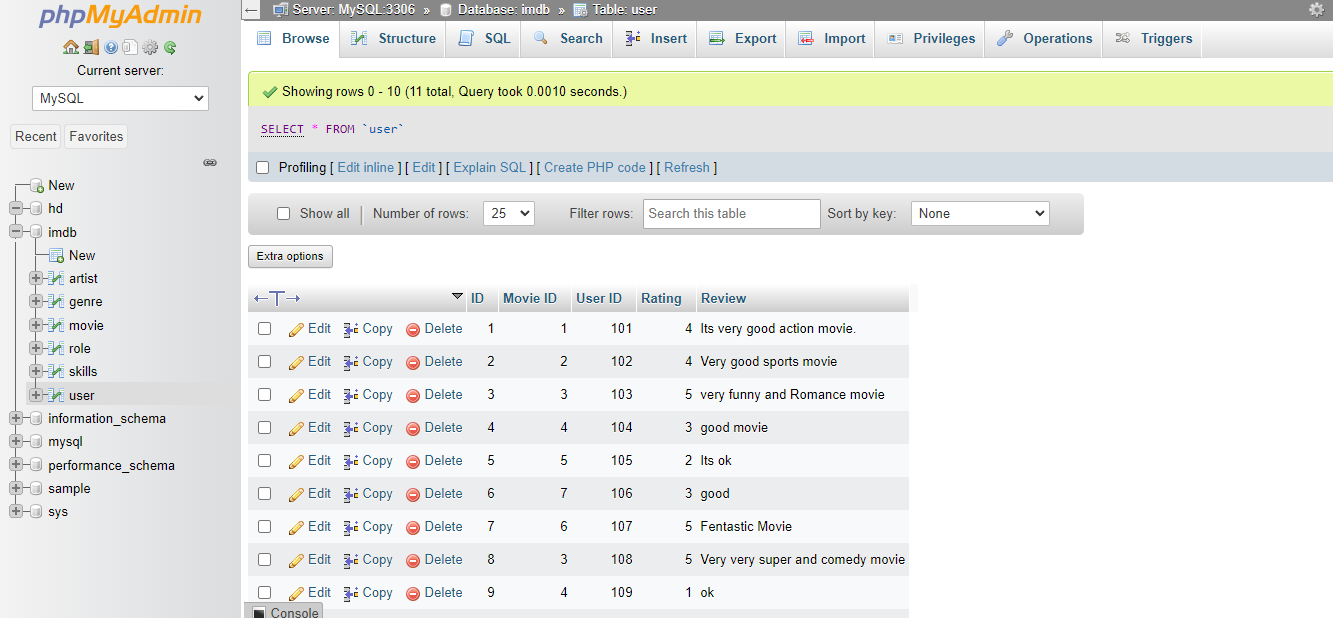 phpMyAdmin
Current server:
MySQL
Recent Favorites
New
hd
imdb
New
artist
genre
movie
role
skills
user
information_schema
mysql
performance_schema
sample
sys
Server: MySQL:3306 » Database: imdb » Table: user
Browse Structure SQL Search Insert Export Import Privileges Operations Triggers
Showing rows 0 - 10 (11 total, Query took 0.0010 seconds.)
SELECT * FROM `user`
Profiling [ Edit inline ] [ Edit ] [ Explain SQL ] [ Create PHP code ] [ Refresh ]
Show all Number of rows: 25 Filter rows: Search this table Sort by key: None
Extra options
←T→ ID Movie ID User ID Rating Review
Edit Copy Delete 1 1 101 4 Its very good action movie.
Edit Copy Delete 2 2 102 4 Very good sports movie
Edit Copy Delete 3 3 103 5 very funny and Romance movie
Edit Copy Delete 4 4 104 3 good movie
Edit Copy Delete 5 5 105 2 Its ok
Edit Copy Delete 6 7 106 3 good
Edit Copy Delete 7 6 107 5 Fentastic Movie
Edit Copy Delete 8 3 108 5 Very very super and comedy movie
Edit Copy Delete 9 4 109 1 ok
Console